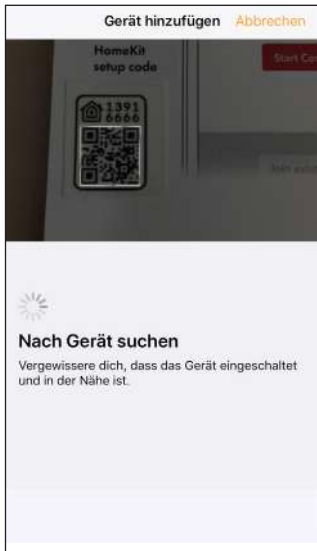 Gerät hinzufügen Abbrechen
HomeKit
setup code
Start
1391
6666
Nach Gerät suchen
Vergewissere dich, dass das Gerät eingeschaltet
und in der Nähe ist.